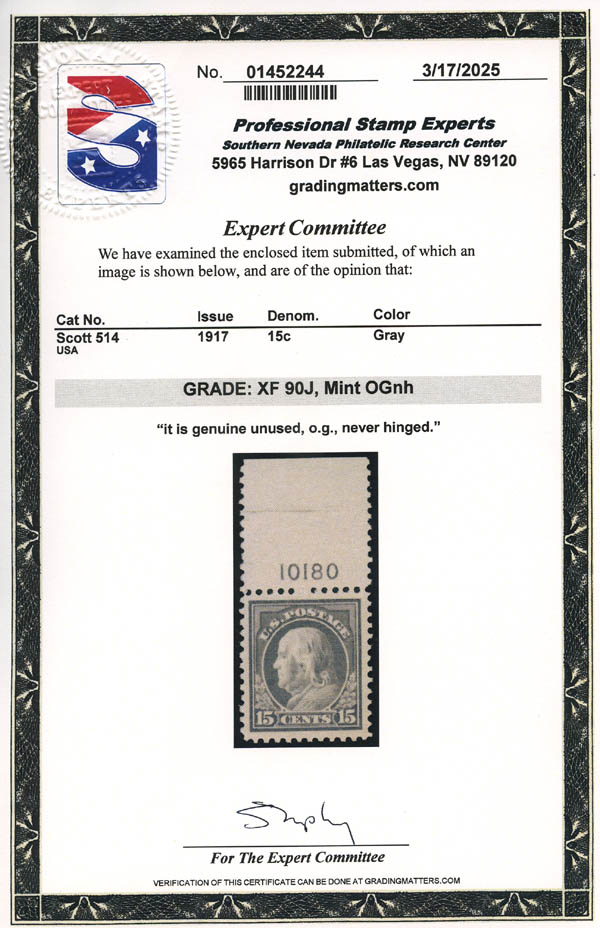 No. 01452244 3/17/2025
Professional Stamp Experts
Southern Nevada Philatelic Research Center
5965 Harrison Dr #6 Las Vegas, NV 89120
gradingmatters.com
Expert Committee
We have examined the enclosed item submitted, of which an
image is shown below, and are of the opinion that:
Cat No. Issue Denom. Color
Scott 514 1917 15c Gray
USA
GRADE: XF 90J, Mint OGnh
“it is genuine unused, o.g., never hinged.”
10180
U.S. POSTAGE
15 CENTS 15
For The Expert Committee
VERIFICATION OF THIS CERTIFICATE CAN BE DONE AT GRADINGMATTERS.COM